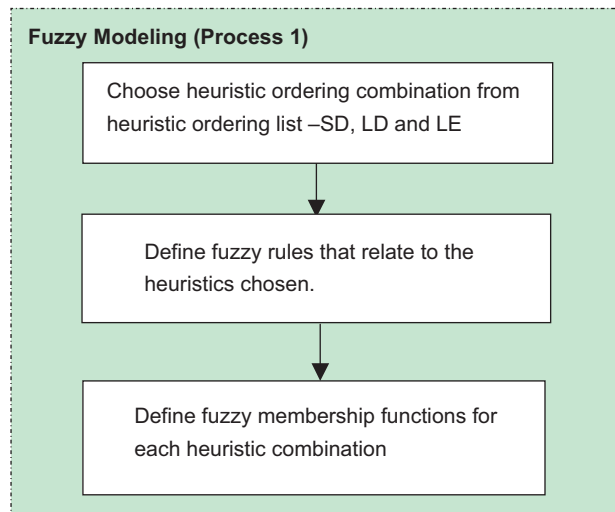 Fuzzy Modeling (Process 1)
Choose heuristic ordering combination from
heuristic ordering list –SD, LD and LE
Define fuzzy rules that relate to the
heuristics chosen.
Define fuzzy membership functions for
each heuristic combination